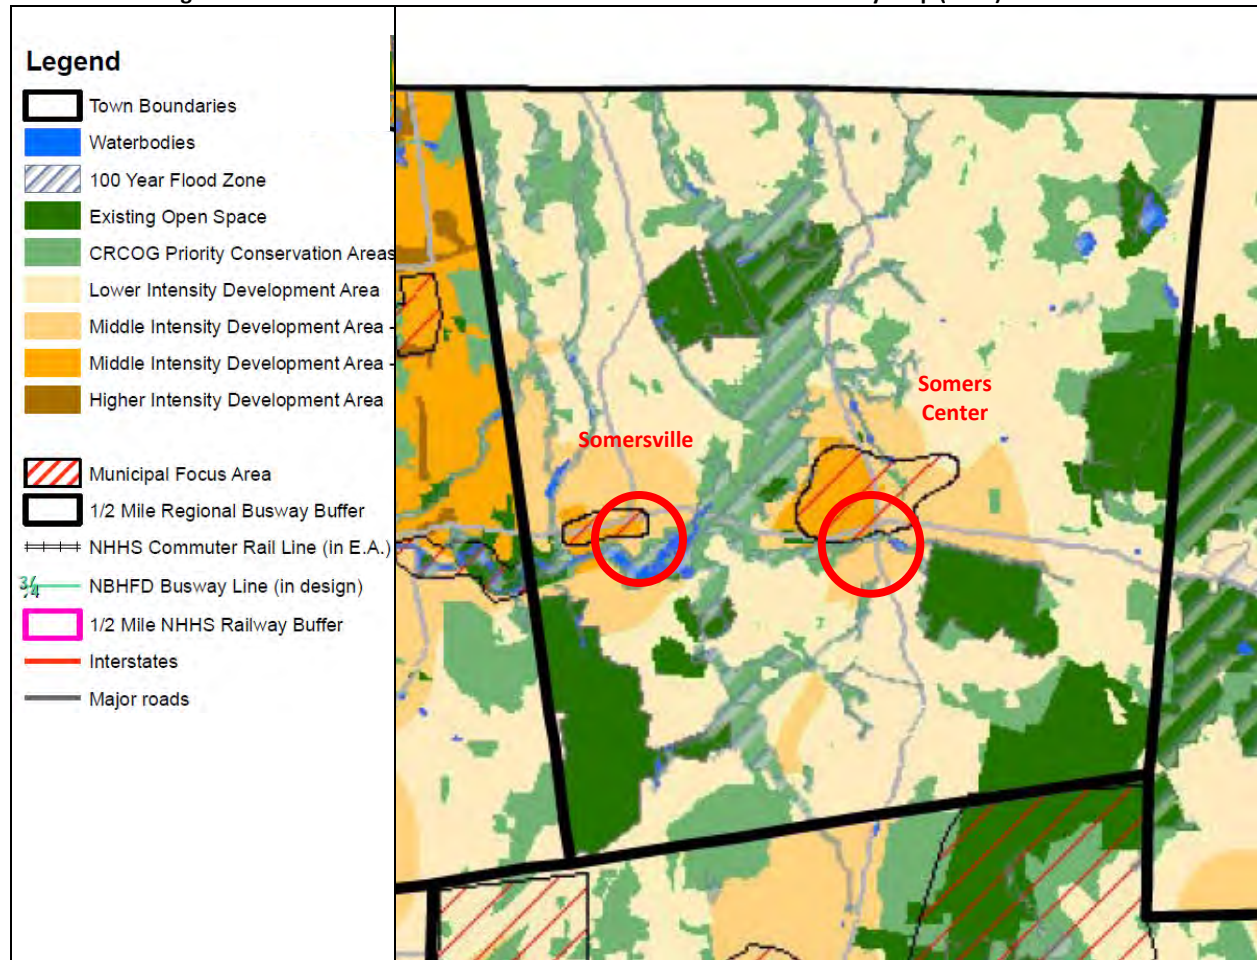 Legend
Town Boundaries
Waterbodies
100 Year Flood Zone
Existing Open Space
CRCOG Priority Conservation Areas
Lower Intensity Development Area
Middle Intensity Development Area -
Middle Intensity Development Area -
Higher Intensity Development Area
Municipal Focus Area
1/2 Mile Regional Busway Buffer
NHHS Commuter Rail Line (in E.A.)
NBHFD Busway Line (in design)
1/2 Mile NHHS Railway Buffer
Interstates
Major roads
Somers
Center
Somersville